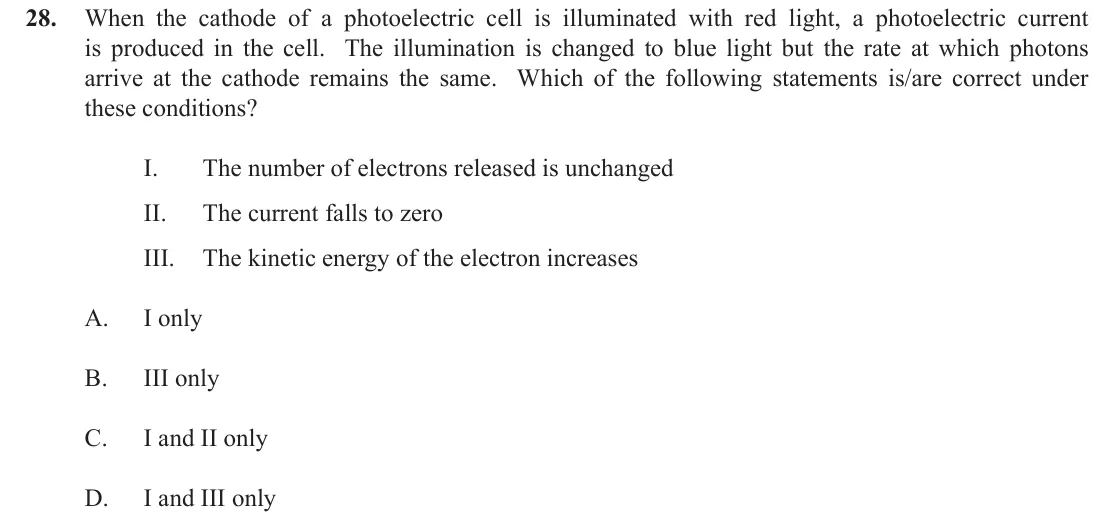 28. When the cathode of a photoelectric cell is illuminated with red light, a photoelectric current
is produced in the cell. The illumination is changed to blue light but the rate at which photons
arrive at the cathode remains the same. Which of the following statements is/are correct under
these conditions?
I. The number of electrons released is unchanged
II. The current falls to zero
III. The kinetic energy of the electron increases
A. I only
B. III only
C. I and II only
D. I and III only